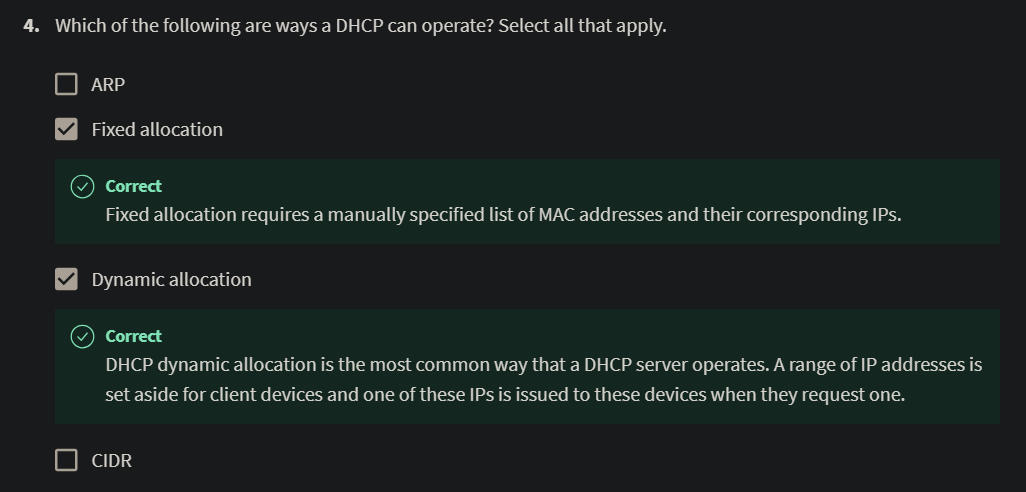 4. Which of the following are ways a DHCP can operate? Select all that apply.
ARP
Fixed allocation
Correct
Fixed allocation requires a manually specified list of MAC addresses and their corresponding IPs.
Dynamic allocation
Correct
DHCP dynamic allocation is the most common way that a DHCP server operates. A range of IP addresses is
set aside for client devices and one of these IPs is issued to these devices when they request one.
CIDR